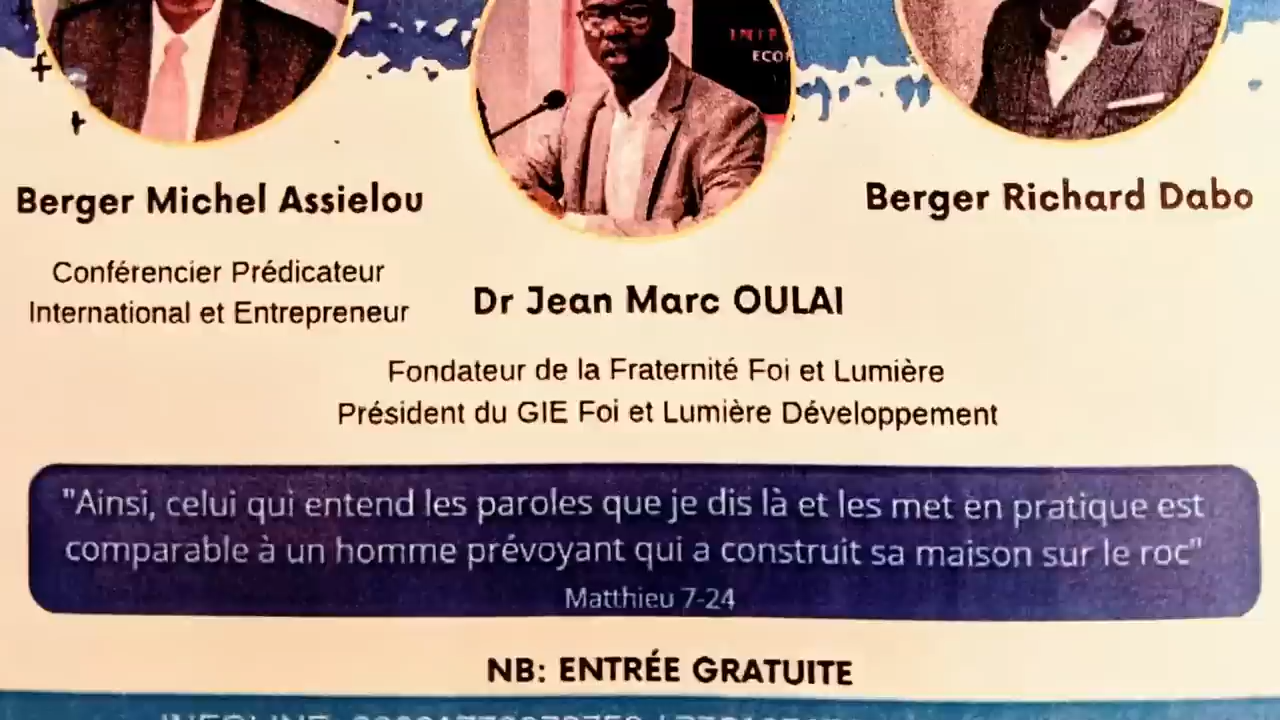 ECO
Berger Michel Assielou
Conférencier Prédicateur
International et Entrepreneur
Dr Jean Marc OULAI
Fondateur de la Fraternité Foi et Lumière
Président du GIE Foi et Lumière Développement
Berger Richard Dabo
"Ainsi, celui qui entend les paroles que je dis là et les met en pratique est
comparable à un homme prévoyant qui a construit sa maison sur le roc"
Matthieu 7-24
NB: ENTRÉE GRATUITE